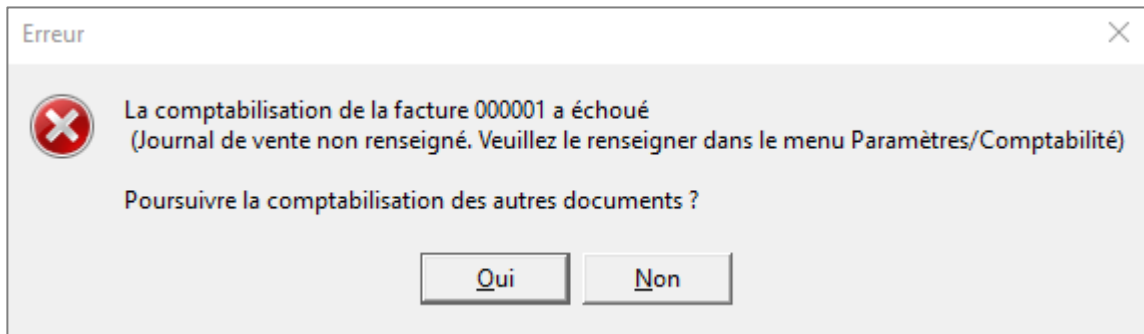 Erreur
La comptabilisation de la facture 000001 a échoué
(Journal de vente non renseigné. Veuillez le renseigner dans le menu Paramètres/Comptabilité)
Poursuivre la comptabilisation des autres documents ?
Oui
Non